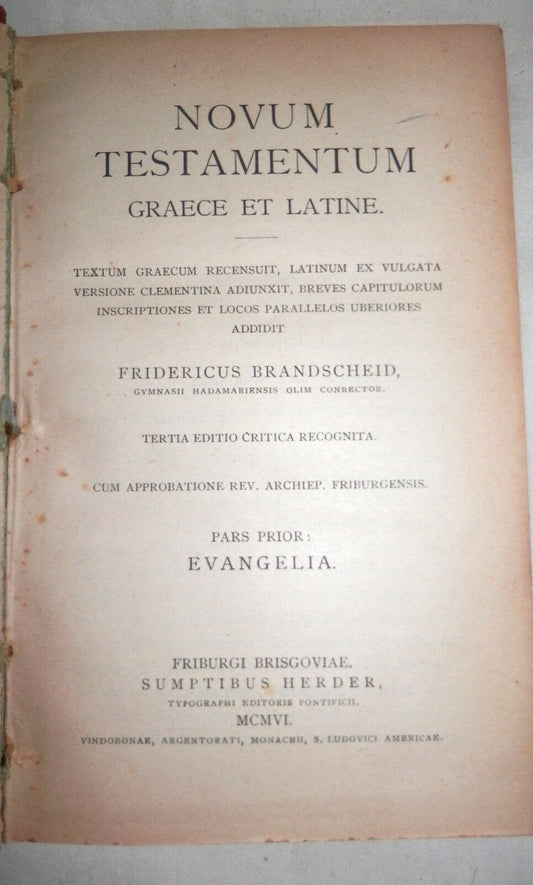 NOVUM
TESTAMENTUM
GRAECE ET LATINE.
TEXTUM GRAECUM RECENSUIT, LATINUM EX VULGATA
VERSIONE CLEMENTINA ADIUNXIT, BREVES CAPITULORUM
INSCRIPTIONES ET LOCOS PARALLELOS UBERIORES
ADDIDIT
FRIDERICUS BRANDSCHEID,
GYMNASII HADAMARIENSIS OLIM CONRECTOR.
TERTIA EDITIO CRITICA RECOGNITA.
CUM APPROBATIONE REV. ARCHIEP. FRIBURGENSIS.
PARS PRIOR:
EVANGELIA.
FRIBURGI BRISGOVIAE.
SUMPTIBUS HERDER,
TYPOGRAPHI EDITORIS PONTIFICII.
MCMVI.
VINDOBONAE, ARGENTORATI, MONACHII, S. LUDOVICI AMERICAE.